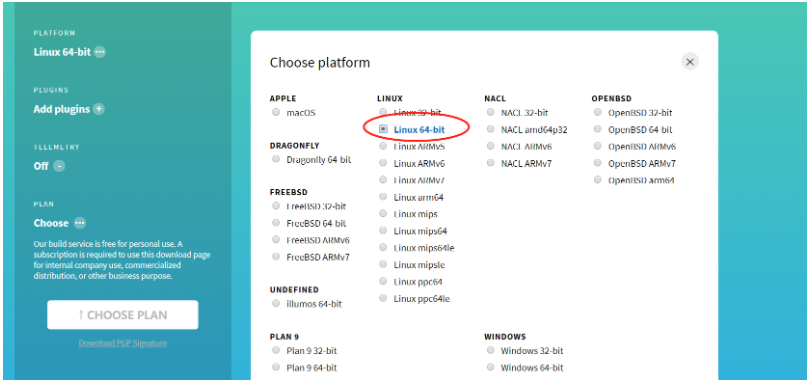 PLATFORM
Linux 64-bit
PLUGINS
Add plugins +
Off
PLAN
Choose
Our build service is free for personal use. A
subscription is required to use this download page
for internal company use, commercialized
distribution, or other business purpose.
↑ CHOOSE PLAN
Download PGP Signature
Choose platform
APPLE
macOS
DRAGONFLY
Dragonfly 64-bit
FREEBSD
FreeBSD 32-bit
FreeBSD 64-bit
FreeBSD ARMv6
FreeBSD ARMv7
UNDEFINED
illumos 64-bit
LINUX
Linux 32-bit
Linux 64-bit
Linux ARMv5
Linux ARMv6
Linux ARMv7
Linux arm64
Linux mips
Linux mips64
Linux mips64le
Linux mipsle
Linux ppc64
Linux ppc64le
NACL
NACL 32-bit
NACL amd64p32
NACL ARMv6
NACL ARMv7
OPENBSD
OpenBSD 32-bit
OpenBSD 64-bit
OpenBSD ARMv6
OpenBSD ARMv7
OpenBSD arm64
PLAN 9
Plan 9 32-bit
Plan 9 64-bit
WINDOWS
Windows 32-bit
Windows 64-bit